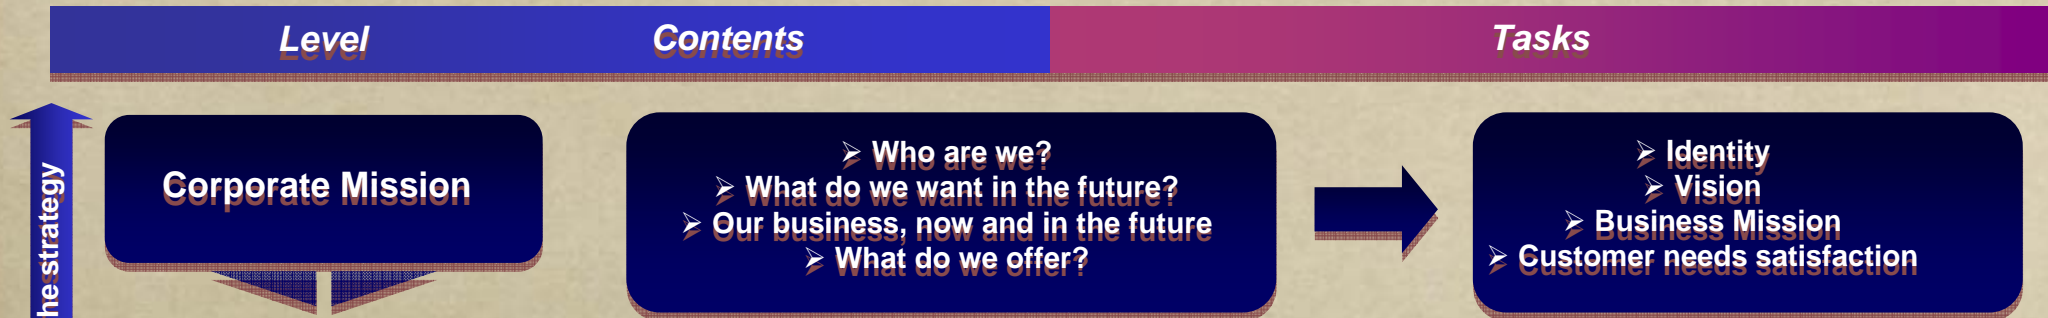 Level Contents Tasks
Corporate Mission
➢ Who are we?
➢ What do we want in the future?
➢ Our business, now and in the future
➢ What do we offer?
➢ Identity
➢ Vision
➢ Business Mission
➢ Customer needs satisfaction
he strategy